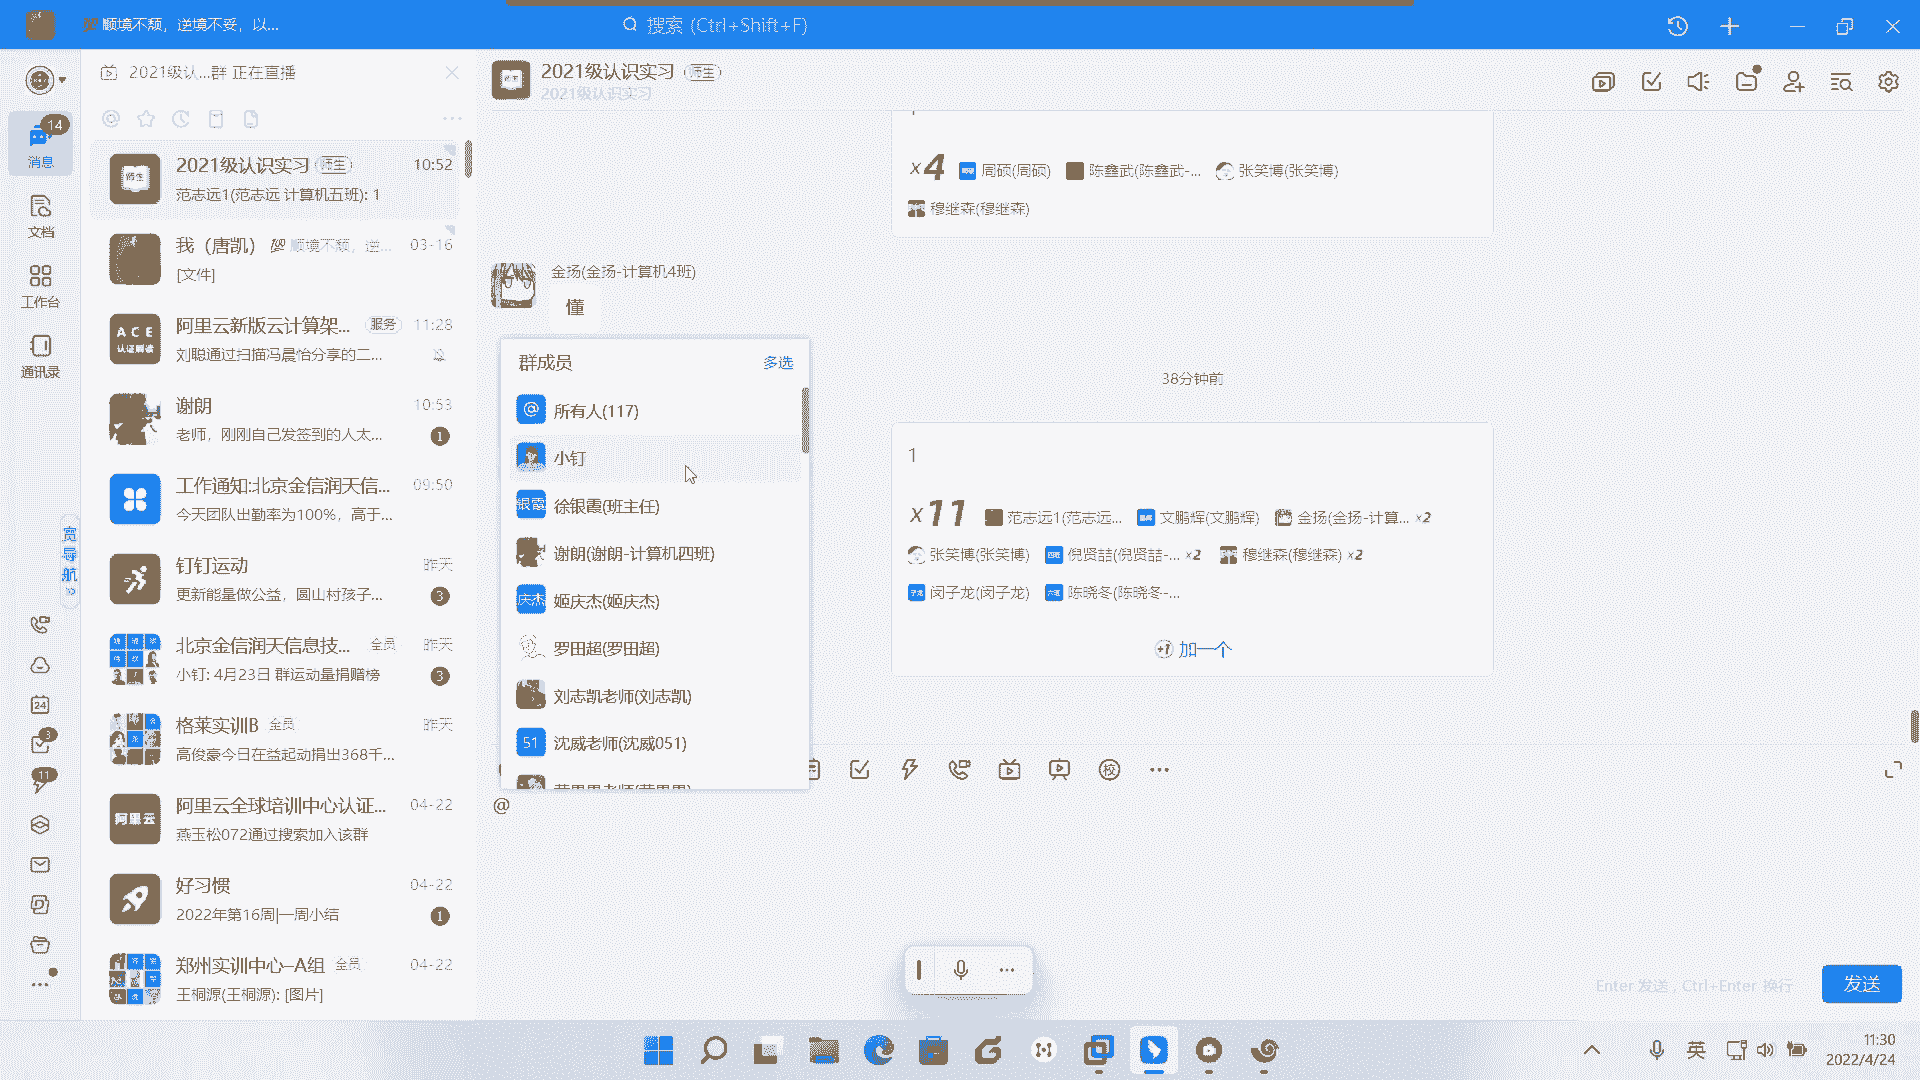 顺境不颓，逆境不妥，以...
搜索 (Ctrl+Shift+F)
2021级认...群 正在直播
14
消息
文档
工作台
通讯录
宽导航
24
3
11
2021级认识实习 师生 10:52
范志远1(范志远 计算机五班): 1
我（唐凯） 顺境不颓，逆... 03-16
[文件]
ACE
认证解读
阿里云新版云计算架... 服务 11:28
刘聪通过扫描冯晨怡分享的二...
谢朗 10:53
老师，刚刚自己发签到的人太... 1
工作通知:北京金信润天信... 09:50
今天团队出勤率为100%，高于...
钉钉运动 昨天
更新能量做公益，圆山村孩子... 3
北京金信润天信息技... 全员 昨天
小钉: 4月23日 群运动量捐赠榜 3
格莱实训B 全员 昨天
高俊豪今日在益起动捐出368千...
阿里云
阿里云全球培训中心认证... 04-22
燕玉松072通过搜索加入该群
好习惯 04-22
2022年第16周|一周小结 1
郑州实训中心–A组 全员 04-22
王桐源(王桐源): [图片]
2021级认识实习 师生
2021级认识实习
x4 周硕(周硕) 陈鑫武(陈鑫武-... 张笑博(张笑博)
穆继森(穆继森)
金扬(金扬-计算机4班)
懂
38分钟前
1
x11 范志远1(范志远... 文鹏辉(文鹏辉) 金扬(金扬-计算... x2
张笑博(张笑博) 倪贤喆(倪贤喆-... x2 穆继森(穆继森) x2
闵子龙(闵子龙) 陈晓冬(陈晓冬-...
+1 加一个
群成员 多选
@ 所有人(117)
小钉
银霞 徐银霞(班主任)
谢朗(谢朗-计算机四班)
庆杰 姬庆杰(姬庆杰)
罗田超(罗田超)
刘志凯老师(刘志凯)
51 沈威老师(沈威051)
校
@
Enter 发送，Ctrl+Enter 换行
发送
英
11:30
2022/4/24